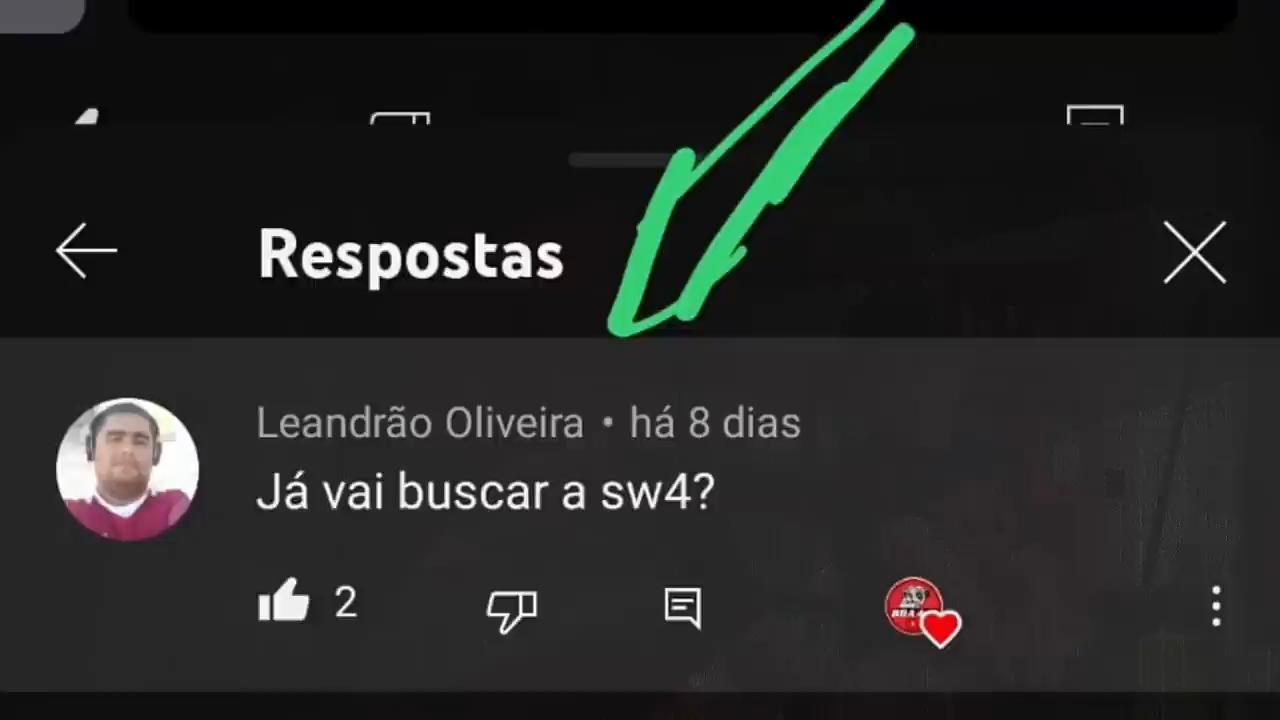 Respostas
Leandrão Oliveira • há 8 dias
Já vai buscar a sw4?
2